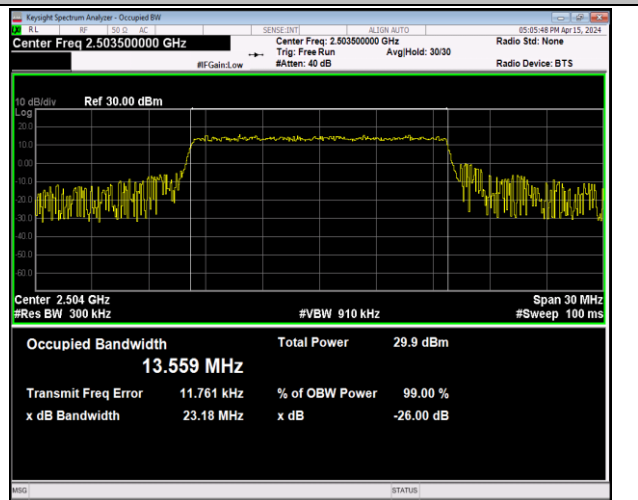 Keysight Spectrum Analyzer - Occupied BW
RL RF 50 Ω AC SENSE:INT ALIGN AUTO 05:05:48 PM Apr 15, 2024
Center Freq 2.503500000 GHz Center Freq: 2.503500000 GHz Radio Std: None
Trig: Free Run Avg|Hold: 30/30
#IFGain:Low #Atten: 40 dB Radio Device: BTS
10 dB/div Ref 30.00 dBm
Log
20.0
10.0
0.00
-10.0
-20.0
-30.0
-40.0
-50.0
-60.0
Center 2.504 GHz Span 30 MHz
#Res BW 300 kHz #VBW 910 kHz #Sweep 100 ms
Occupied Bandwidth Total Power 29.9 dBm
13.559 MHz
Transmit Freq Error 11.761 kHz % of OBW Power 99.00 %
x dB Bandwidth 23.18 MHz x dB -26.00 dB
MSG STATUS